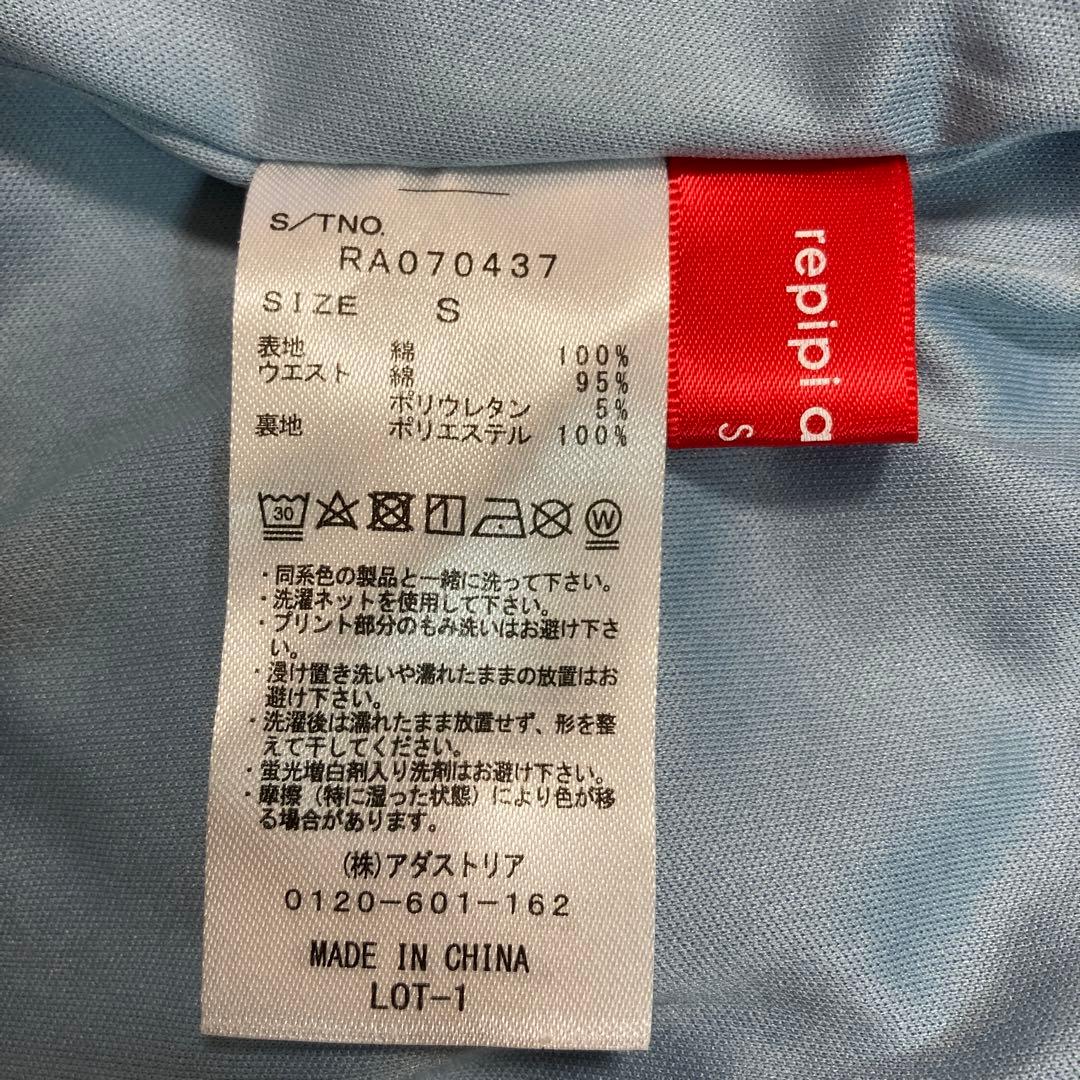 S/TNO.
RA070437
SIZE S
表地 綿 100%
ウエスト 綿 95%
ポリウレタン 5%
裏地 ポリエステル 100%
30
1
W
・同系色の製品と一緒に洗って下さい。
・洗濯ネットを使用して下さい。
・プリント部分のもみ洗いはお避け下さ
い。
・浸け置き洗いや濡れたままの放置はお
避け下さい。
・洗濯後は濡れたまま放置せず、形を整
えて干してください。
・蛍光増白剤入り洗剤はお避け下さい。
・摩擦（特に湿った状態）により色が移
る場合があります。
(株)アダストリア
0120-601-162
MADE IN CHINA
LOT-1
repipi a
S